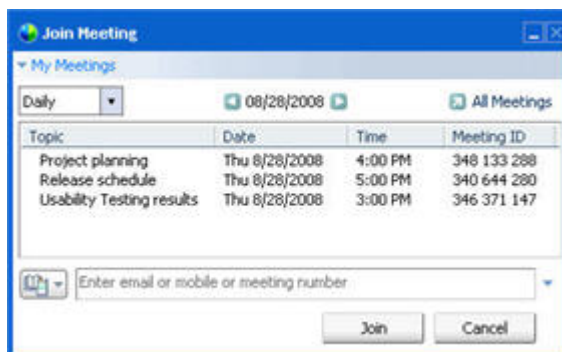 Join Meeting
My Meetings
Daily 08/28/2008 All Meetings
Topic Date Time Meeting ID
Project planning Thu 8/28/2008 4:00 PM 348 133 288
Release schedule Thu 8/28/2008 5:00 PM 340 644 280
Usability Testing results Thu 8/28/2008 3:00 PM 346 371 147
Enter email or mobile or meeting number
Join Cancel